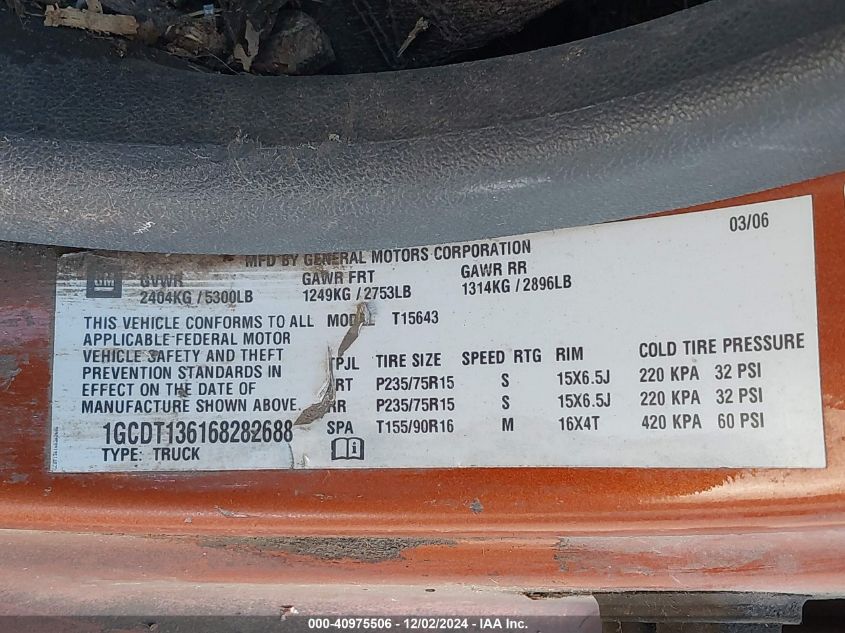 03/06
MFD BY GENERAL MOTORS CORPORATION
GM GVWR GAWR FRT GAWR RR
2404KG / 5300LB 1249KG / 2753LB 1314KG / 2896LB
THIS VEHICLE CONFORMS TO ALL MODEL T15643
APPLICABLE FEDERAL MOTOR
VEHICLE SAFETY AND THEFT TPJL TIRE SIZE SPEED RTG RIM COLD TIRE PRESSURE
PREVENTION STANDARDS IN FRT P235/75R15 S 15X6.5J 220 KPA 32 PSI
EFFECT ON THE DATE OF RR P235/75R15 S 15X6.5J 220 KPA 32 PSI
MANUFACTURE SHOWN ABOVE. SPA T155/90R16 M 16X4T 420 KPA 60 PSI
1GCDT136168282688
TYPE: TRUCK
000-40975506 - 12/02/2024 - IAA Inc.